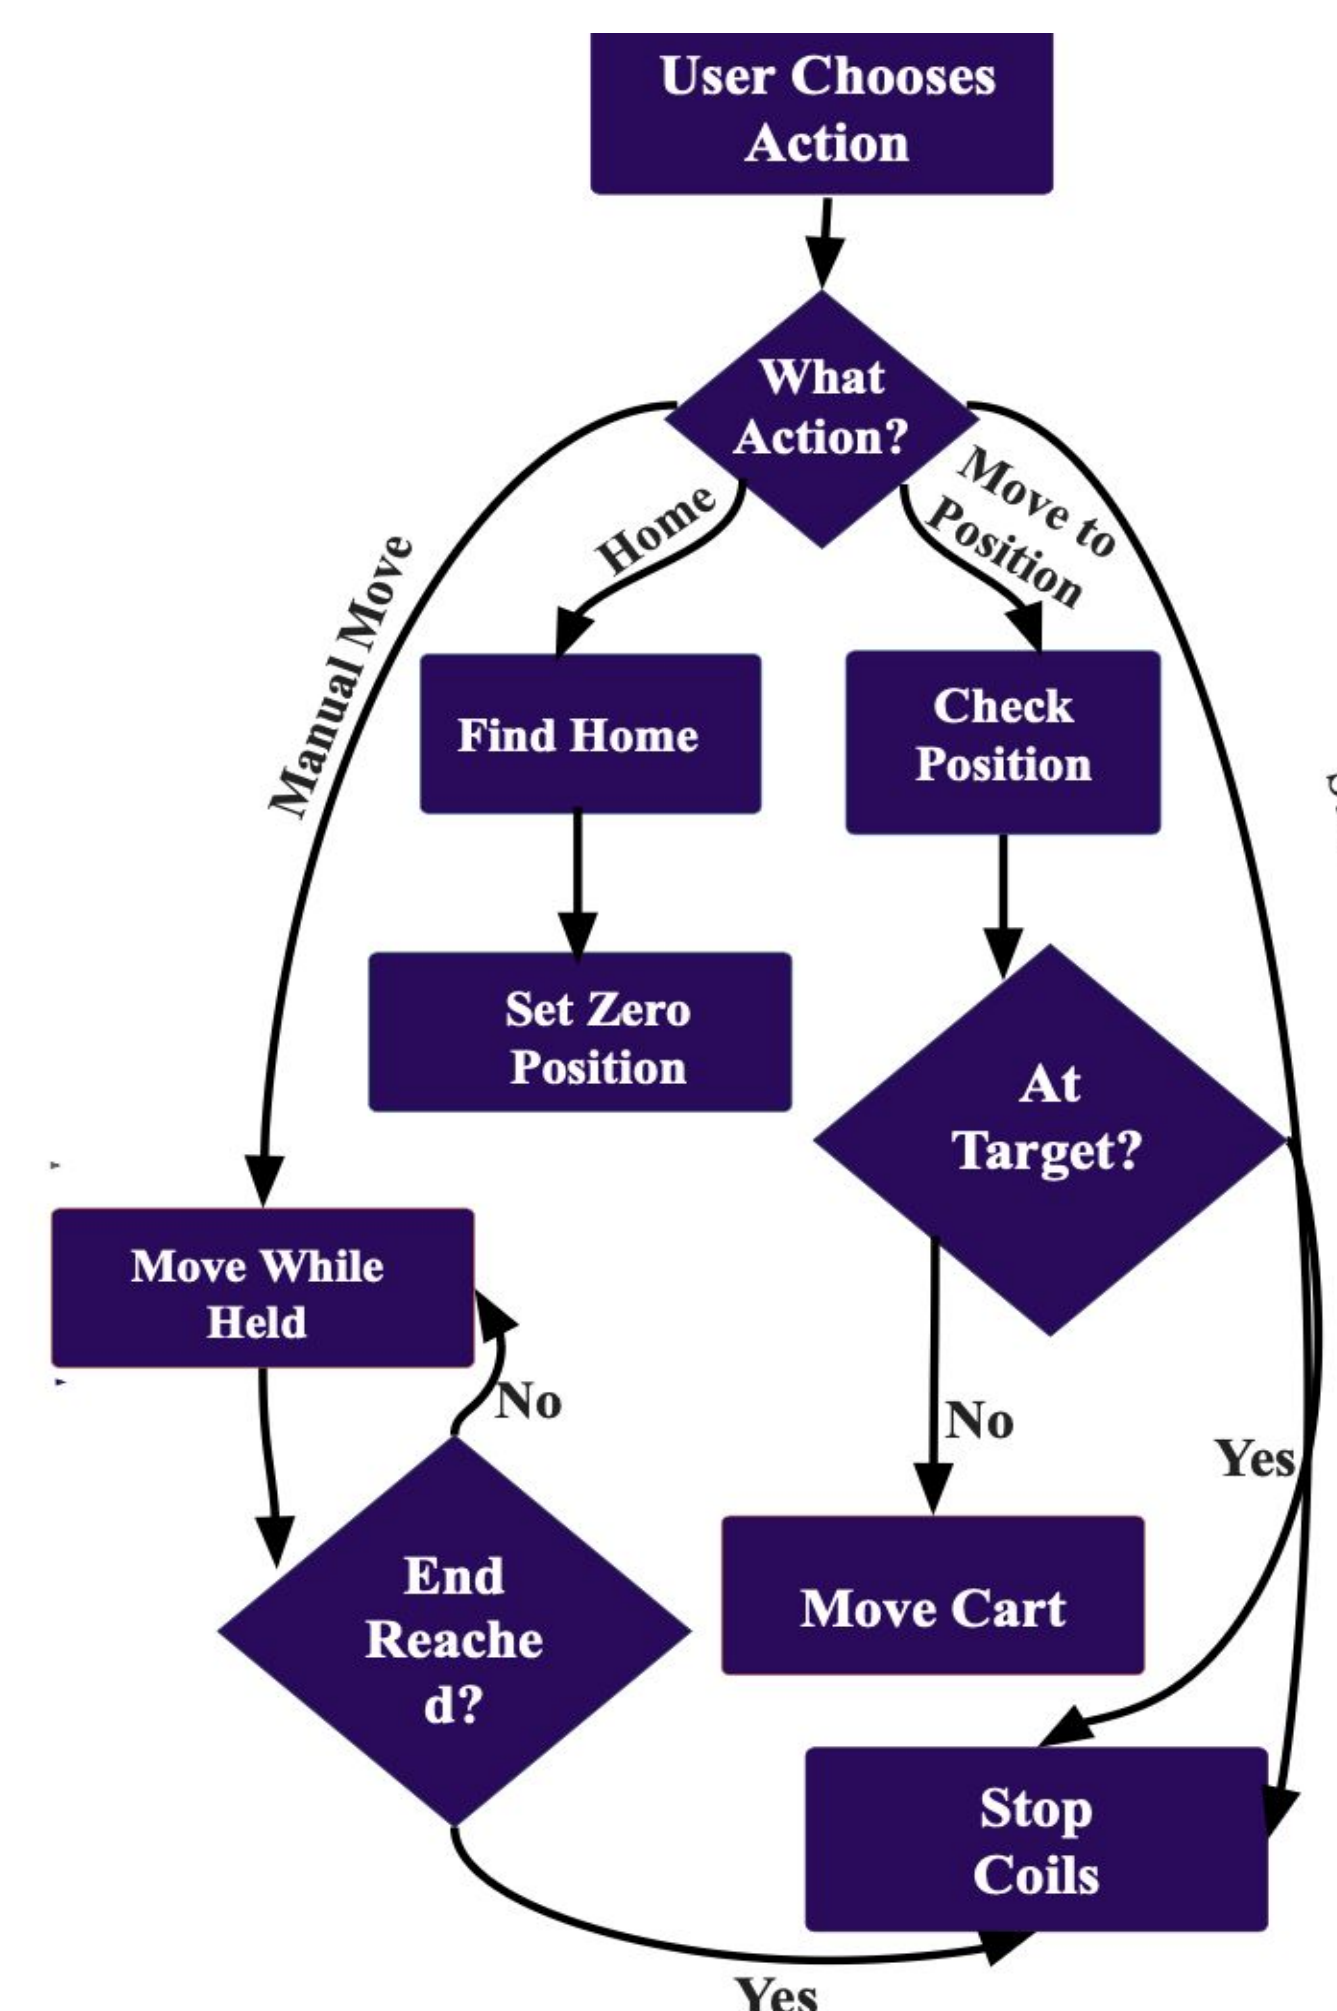 User Chooses
Action
What
Action?
Manual Move
Home
Move to
Position
Find Home
Check
Position
Set Zero
Position
At
Target?
Move While
Held
No
No
Yes
End
Reache
d?
Move Cart
Stop
Coils
Yes